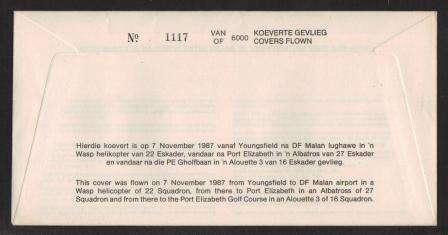 No 1117 VAN OF 6000 KOEVERTE GEVLIEG COVERS FLOWN
Hierdie koevert is op 7 November 1987 vanaf Youngsfield na DF Malan lughawe in 'n
Wasp helikopter van 22 Eskader, vandaar na Port Elizabeth in 'n Albatros van 27 Eskader
en vandaar na die PE Gholfbaan in 'n Alouette 3 van 16 Eskader gevlieg.
This cover was flown on 7 November 1987 from Youngsfield to DF Malan airport in a
Wasp helicopter of 22 Squadron, from there to Port Elizabeth in an Albatross of 27
Squadron and from there to the Port Elizabeth Golf Course in an Alouette 3 of 16 Squadron.